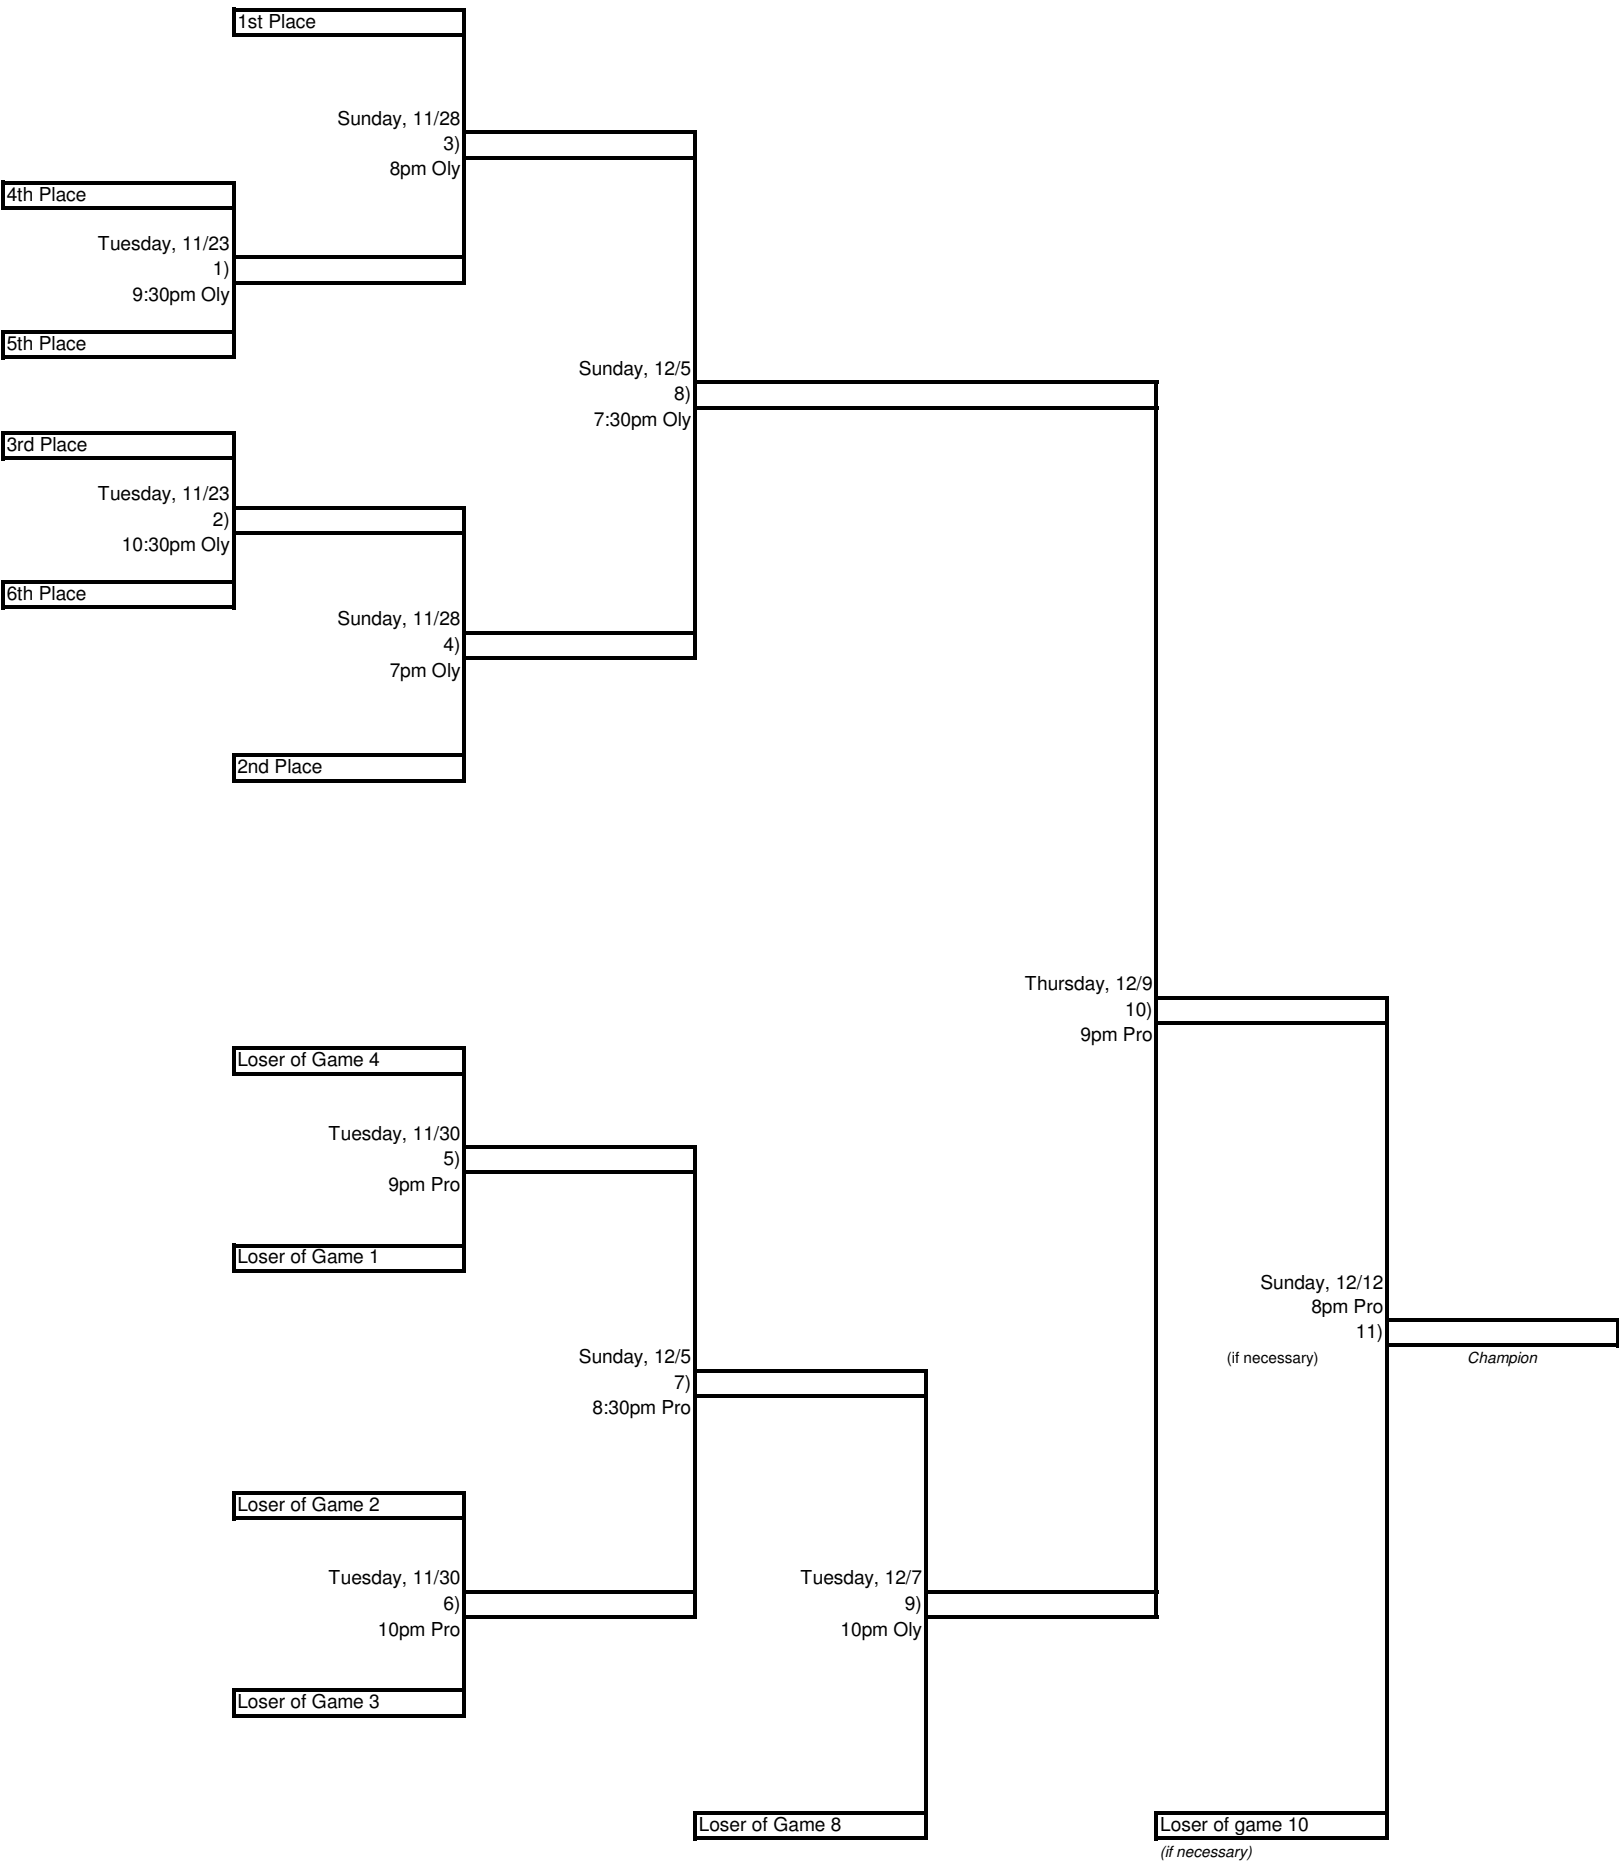 1st Place
Sunday, 11/28
3)
8pm Oly
4th Place
Tuesday, 11/23
1)
9:30pm Oly
5th Place
Sunday, 12/5
8)
7:30pm Oly
3rd Place
Tuesday, 11/23
2)
10:30pm Oly
6th Place
Sunday, 11/28
4)
7pm Oly
2nd Place
Thursday, 12/9
10)
9pm Pro
Loser of Game 4
Tuesday, 11/30
5)
9pm Pro
Loser of Game 1
Sunday, 12/12
8pm Pro
11)
(if necessary)
Champion
Sunday, 12/5
7)
8:30pm Pro
Loser of Game 2
Tuesday, 11/30
6)
10pm Pro
Tuesday, 12/7
9)
10pm Oly
Loser of Game 3
Loser of Game 8
Loser of game 10
(if necessary)